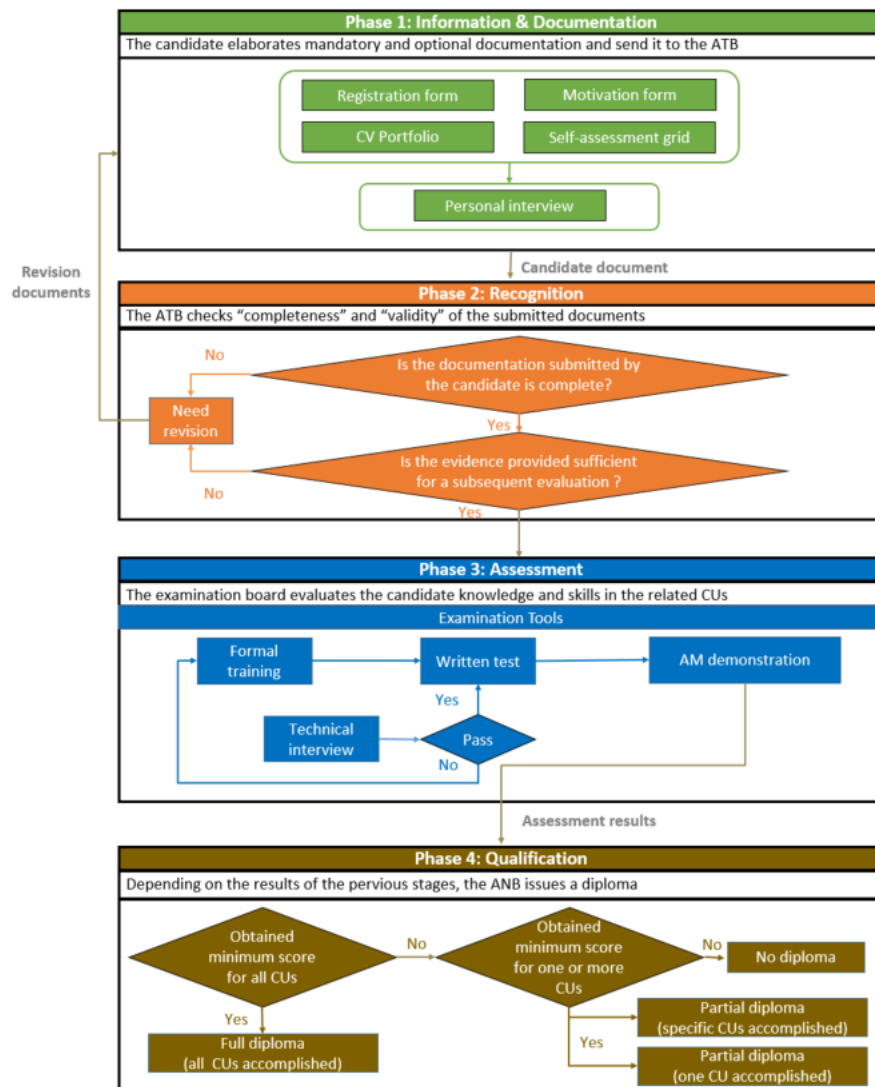 Phase 1: Information & Documentation
The candidate elaborates mandatory and optional documentation and send it to the ATB
Registration form
Motivation form
CV Portfolio
Self-assessment grid
Personal interview
Revision
documents
Candidate document
Phase 2: Recognition
The ATB checks “completeness” and “validity” of the submitted documents
No
Is the documentation submitted by
the candidate is complete?
Need
revision
Yes
Is the evidence provided sufficient
for a subsequent evaluation ?
No
Yes
Phase 3: Assessment
The examination board evaluates the candidate knowledge and skills in the related CUs
Examination Tools
Formal
training
Written test
AM demonstration
Yes
Technical
interview
Pass
No
Assessment results
Phase 4: Qualification
Depending on the results of the pervious stages, the ANB issues a diploma
Obtained
minimum score
for all CUs
No
Obtained
minimum score
for one or more
CUs
No
No diploma
Yes
Full diploma
(all CUs accomplished)
Yes
Partial diploma
(specific CUs accomplished)
Partial diploma
(one CU accomplished)